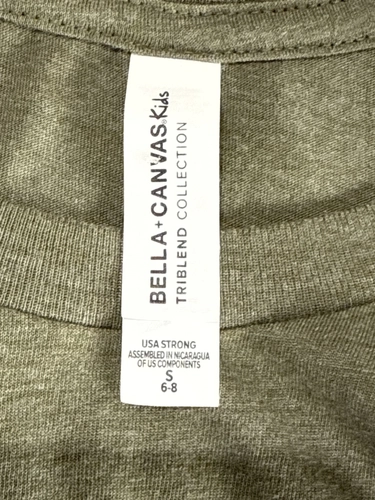 BELLA+CANVAS. Kids
TRIBLEND COLLECTION
USA STRONG
ASSEMBLED IN NICARAGUA
OF US COMPONENTS
S
6-8